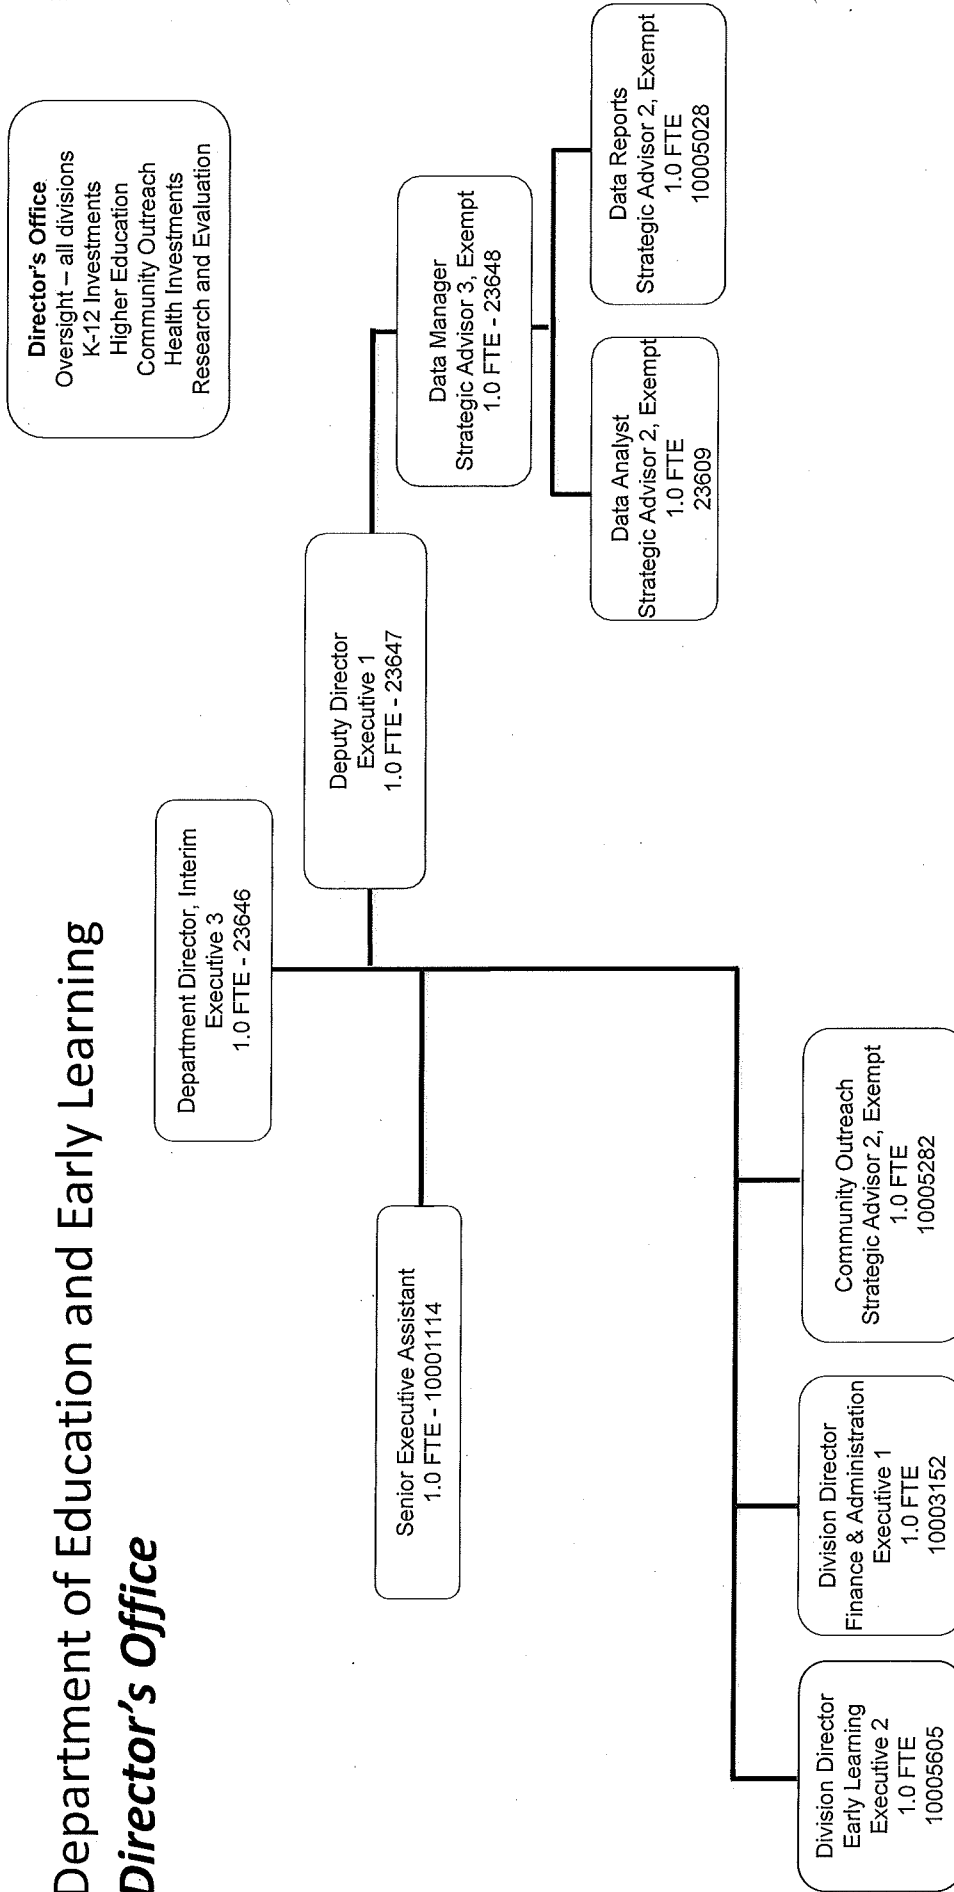 Department of Education and Early Learning
Director's Office
Director's Office
Oversight – all divisions
K-12 Investments
Higher Education
Community Outreach
Health Investments
Research and Evaluation
Department Director, Interim
Executive 3
1.0 FTE - 23646
Deputy Director
Executive 1
1.0 FTE - 23647
Data Manager
Strategic Advisor 3, Exempt
1.0 FTE - 23648
Senior Executive Assistant
1.0 FTE - 10001114
Data Analyst
Strategic Advisor 2, Exempt
1.0 FTE
23609
Data Reports
Strategic Advisor 2, Exempt
1.0 FTE
10005028
Division Director
Early Learning
Executive 2
1.0 FTE
10005605
Division Director
Finance & Administration
Executive 1
1.0 FTE
10003152
Community Outreach
Strategic Advisor 2, Exempt
1.0 FTE
10005282